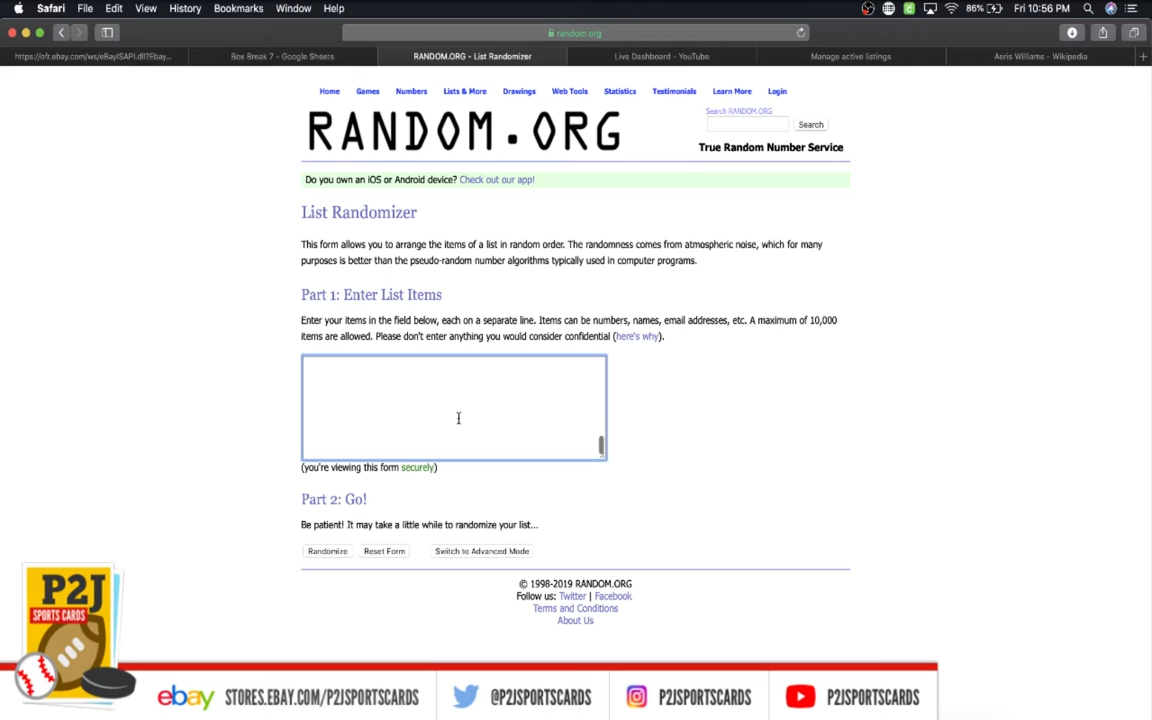 Safari File Edit View History Bookmarks Window Help 86% Fri 10:56 PM
random.org
https://ofr.ebay.com/ws/eBayISAPI.dll?Ebay... Box Break 7 - Google Sheets RANDOM.ORG - List Randomizer Live Dashboard - YouTube Manage active listings Aeris Williams - Wikipedia
Home Games Numbers Lists & More Drawings Web Tools Statistics Testimonials Learn More Login
Search RANDOM.ORG
Search
RANDOM.ORG
True Random Number Service
Do you own an iOS or Android device? Check out our app!
List Randomizer
This form allows you to arrange the items of a list in random order. The randomness comes from atmospheric noise, which for many
purposes is better than the pseudo-random number algorithms typically used in computer programs.
Part 1: Enter List Items
Enter your items in the field below, each on a separate line. Items can be numbers, names, email addresses, etc. A maximum of 10,000
items are allowed. Please don't enter anything you would consider confidential (here's why).
(you're viewing this form securely)
Part 2: Go!
Be patient! It may take a little while to randomize your list...
Randomize Reset Form Switch to Advanced Mode
© 1998-2019 RANDOM.ORG
Follow us: Twitter | Facebook
Terms and Conditions
About Us
P2J
SPORTS CARDS
ebay STORES.EBAY.COM/P2JSPORTSCARDS @P2JSPORTSCARDS P2JSPORTSCARDS P2JSPORTSCARDS